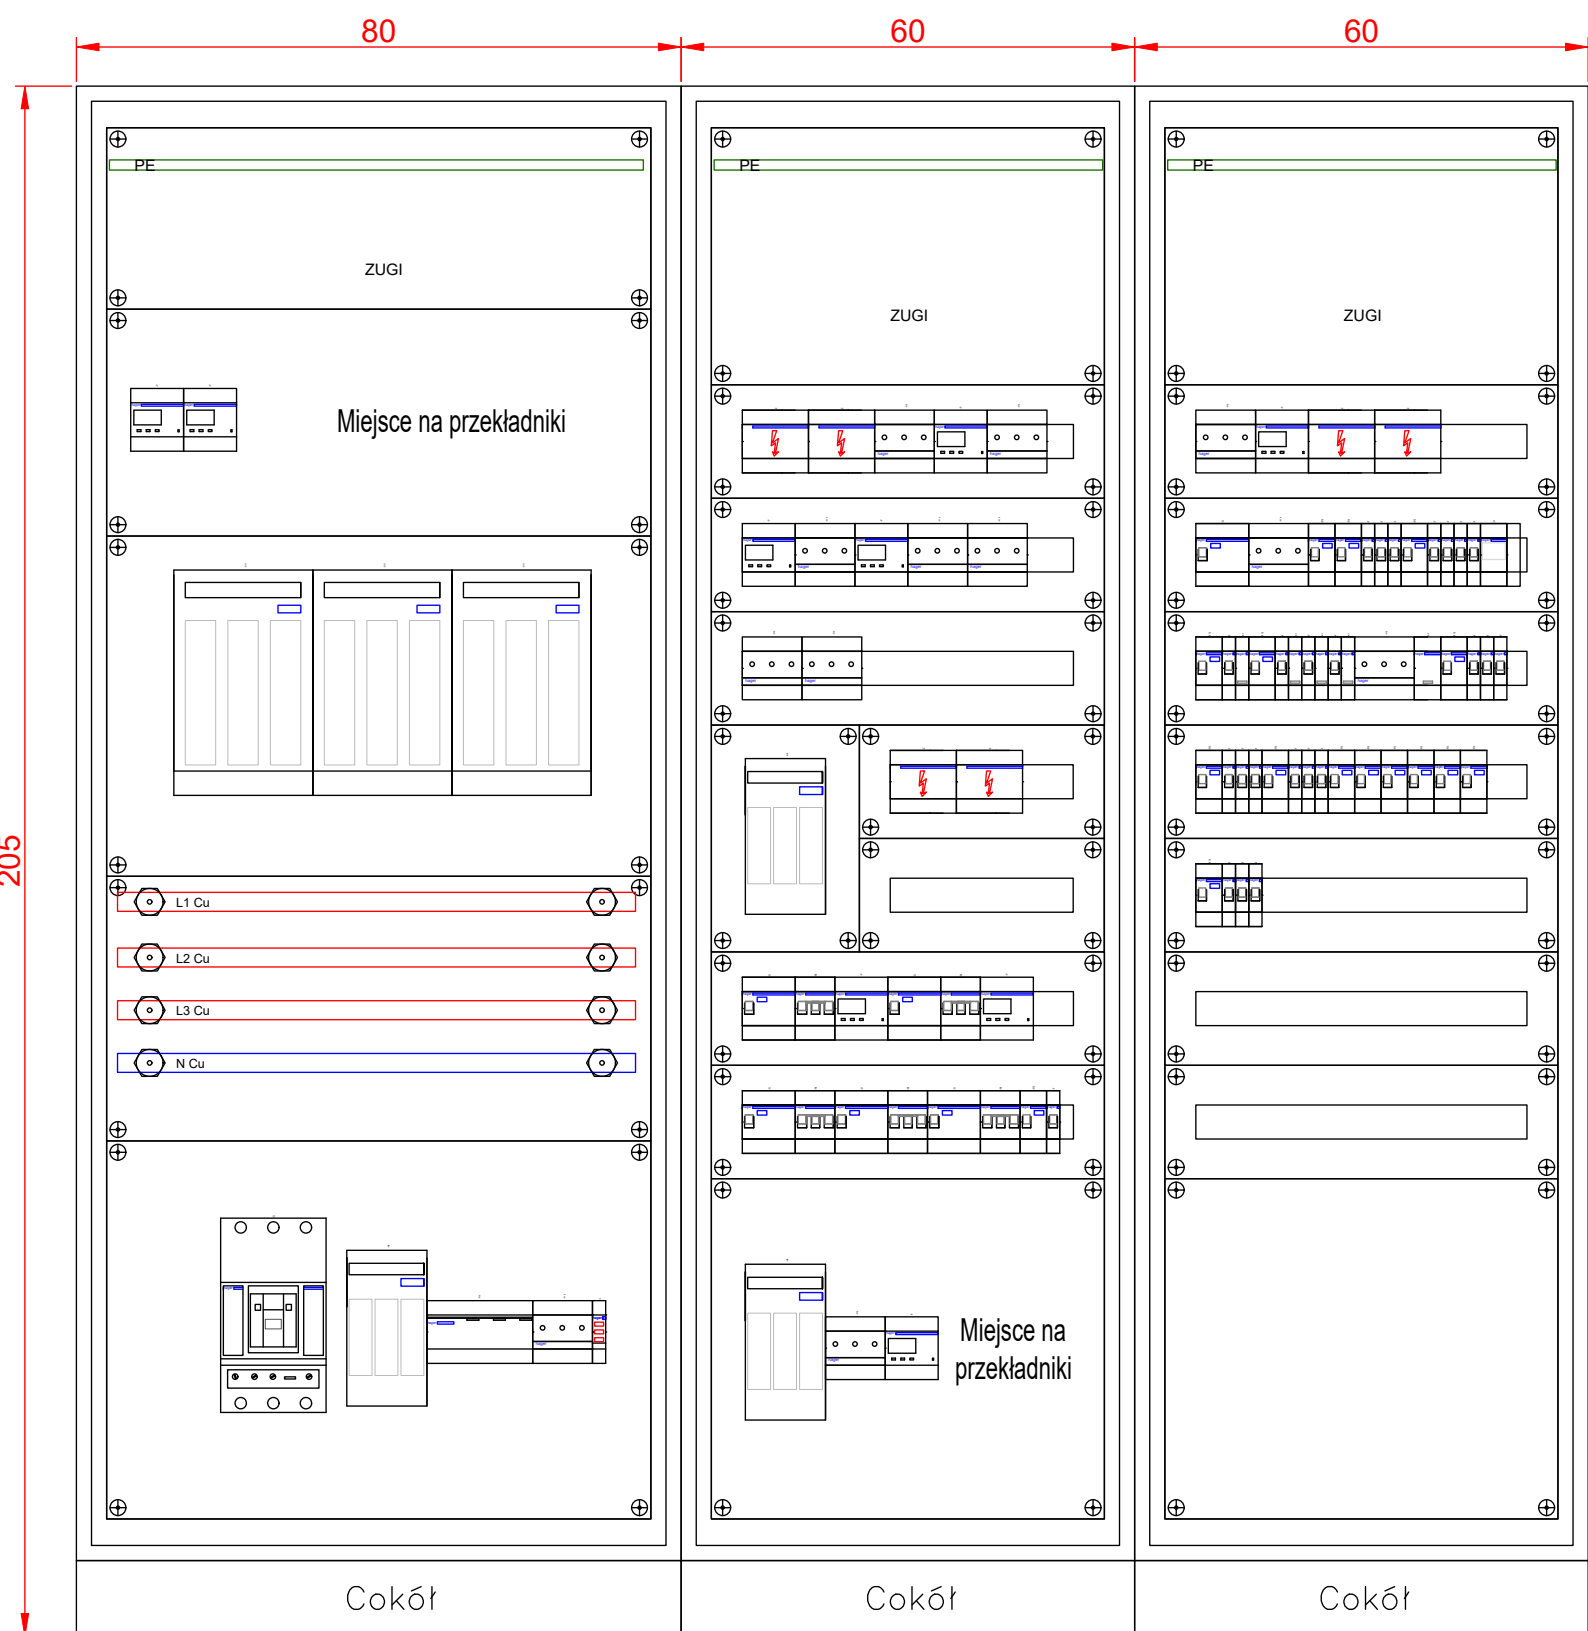 80
60
60
205
PE
PE
PE
ZUGI
ZUGI
ZUGI
Miejsce na przekładniki
L1 Cu
L2 Cu
L3 Cu
N Cu
Miejsce na
przekładniki
Cokół
Cokół
Cokół